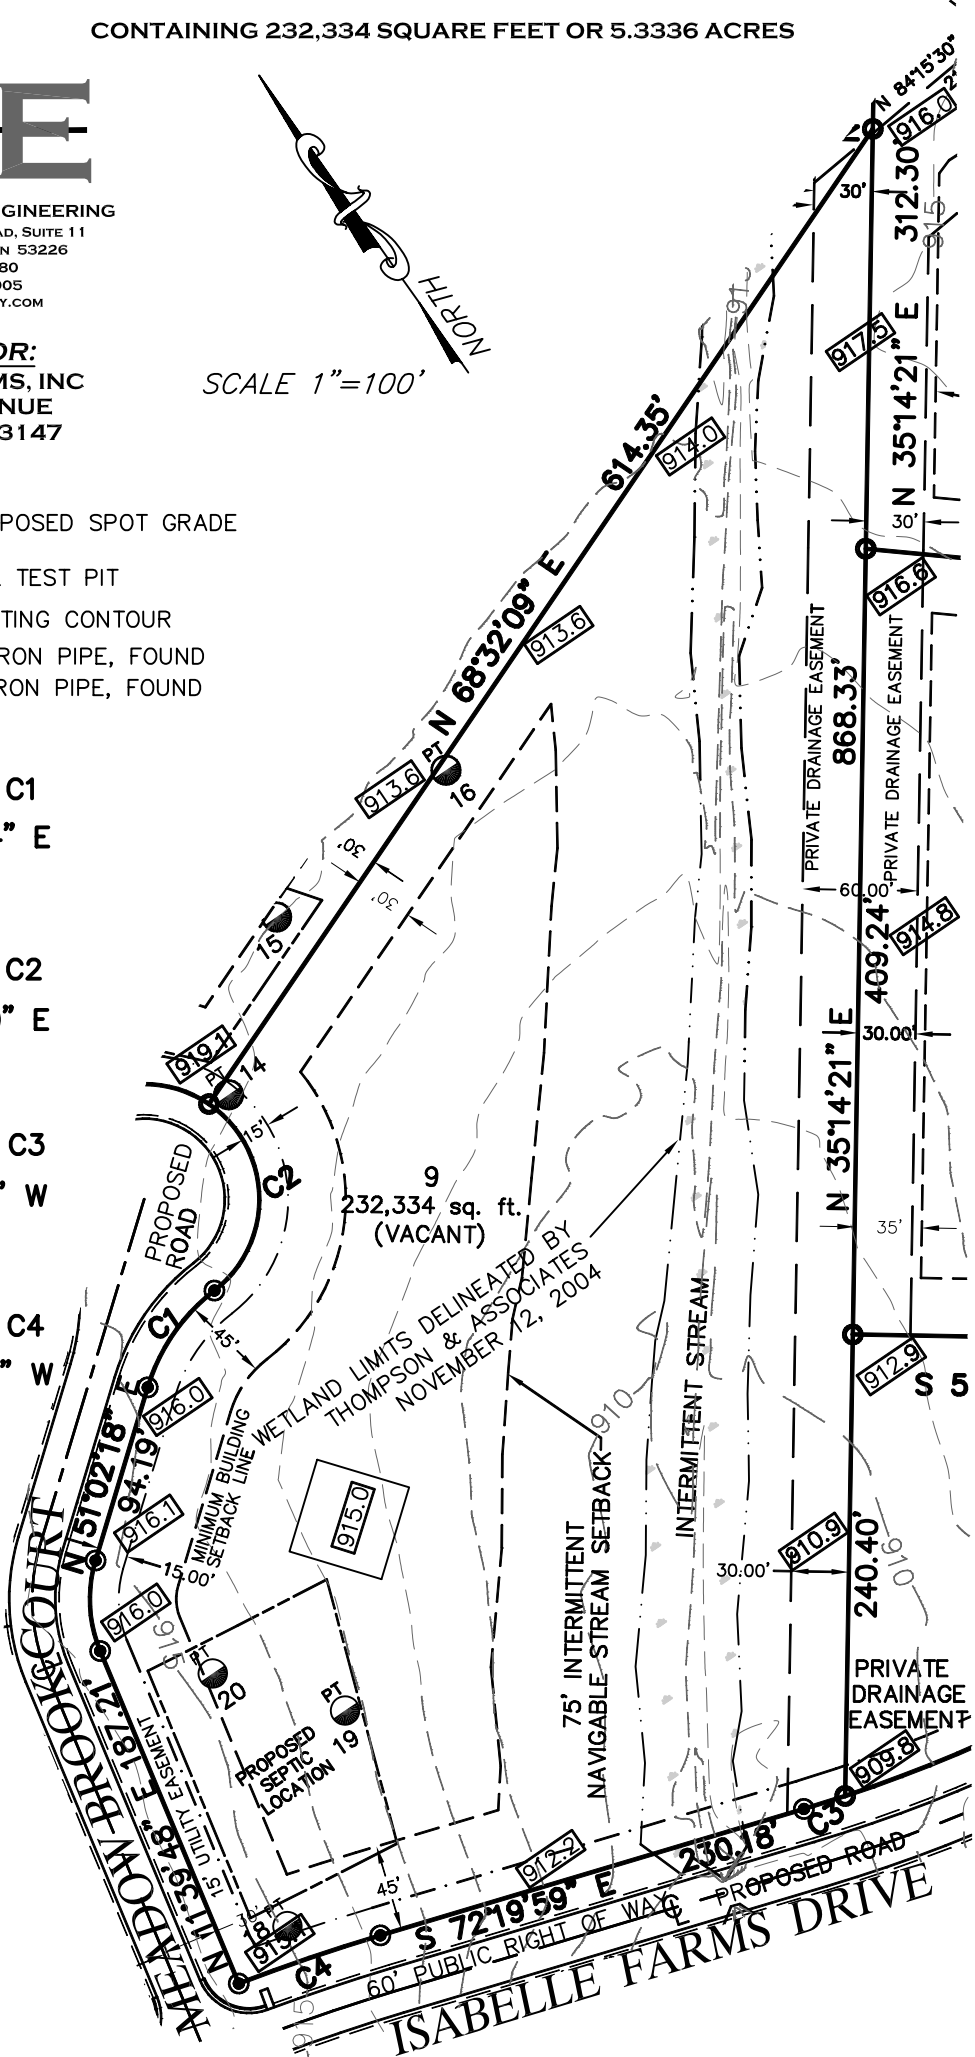 CONTAINING 232,334 SQUARE FEET OR 5.3336 ACRES
E
GINEERING
AD, SUITE 11
N 53226
80
005
Y.COM
OR:
MS, INC
NUE
3147
NORTH
SCALE 1"=100'
POSED SPOT GRADE
TEST PIT
TING CONTOUR
RON PIPE, FOUND
RON PIPE, FOUND
C1
" E
C2
" E
C3
' W
C4
" W
N 84°15'30"
916.0
312.30'
30'
915
917.5
N 35°14'21" E
614.35'
914.0
30'
916.6
N 68°32'09" E
913.6
PRIVATE DRAINAGE EASEMENT
868.33'
PRIVATE DRAINAGE EASEMENT
PT
16
913.6
30'
30'
60.00'
409.24'
914.8
15
30.00'
N 35°14'21" E
919.1
PT
14
15'
C2
PROPOSED
ROAD
9
232,334 sq. ft.
(VACANT)
35'
WETLAND LIMITS DELINEATED BY
THOMPSON & ASSOCIATES
NOVEMBER 12, 2004
INTERMITTENT STREAM
C1
45'
912.9
S 5
916.0
N 51°02'18" E
94.19'
910
MINIMUM BUILDING
SETBACK LINE
915.0
916.1
15.00'
75' INTERMITTENT
NAVIGABLE STREAM SETBACK
910.9
30.00'
240.40'
910
916.0
915
PT
20
PT
19
PROPOSED
SEPTIC
LOCATION
PRIVATE
DRAINAGE
EASEMENT
909.8
MEADOW BROOK COURT
N 11°39'48" E 187.21'
15' UTILITY EASEMENT
912.2
230.18'
C3
45'
30'
PT
18
S 72°19'59" E
PROPOSED ROAD
C4
60' PUBLIC RIGHT OF WAY
ISABELLE FARMS DRIVE
915